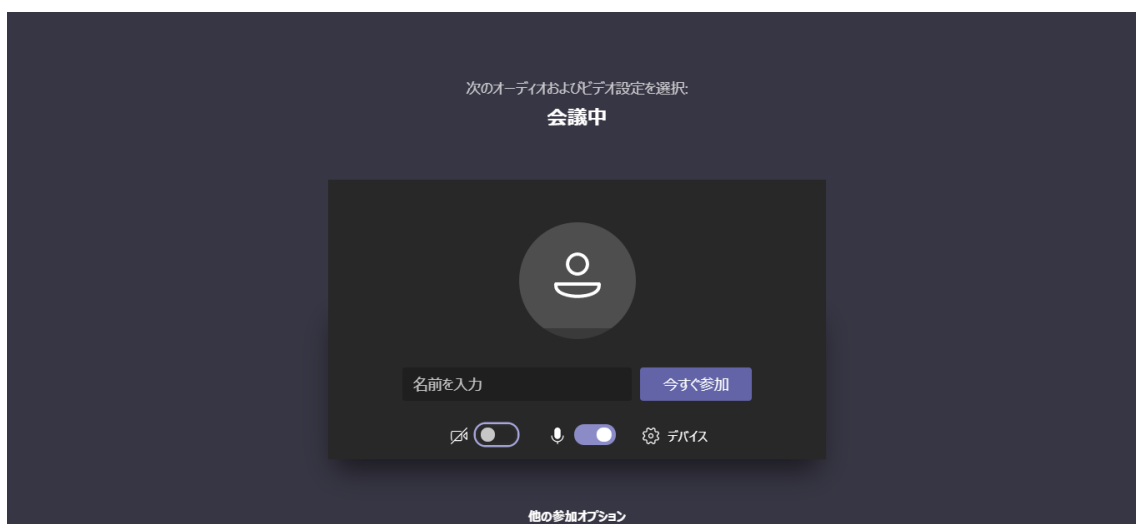 次のオーディオおよびビデオ設定を選択:
会議中
名前を入力
今すぐ参加
デバイス
他の参加オプション